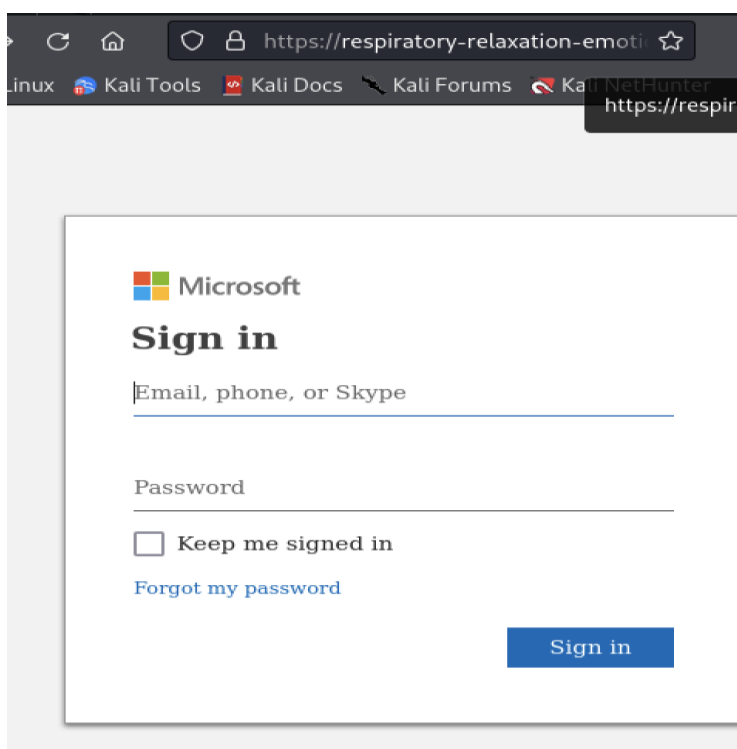 https://respiratory-relaxation-emoti
Linux Kali Tools Kali Docs Kali Forums Kali NetHunter
https://respir
Microsoft
Sign in
Email, phone, or Skype
Password
Keep me signed in
Forgot my password
Sign in